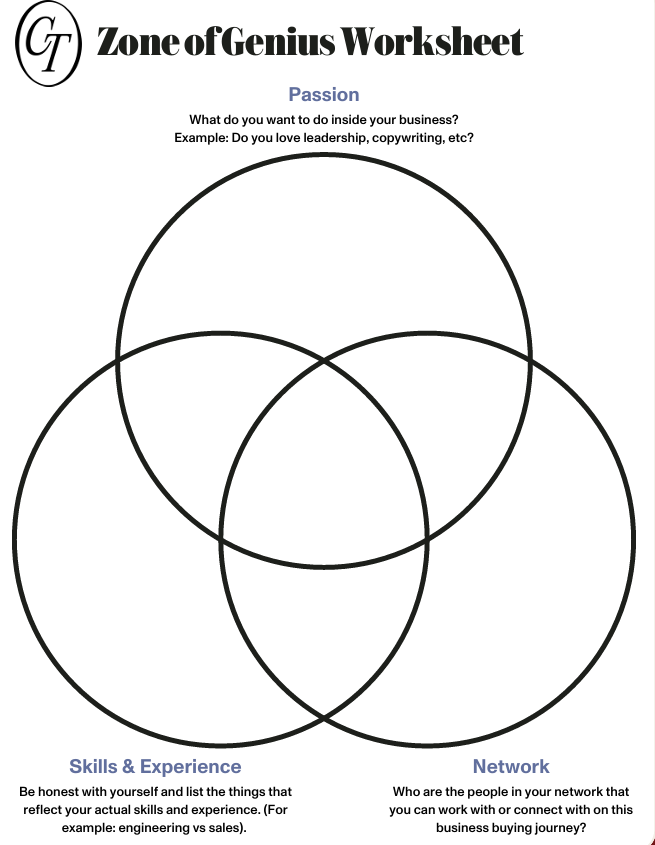 CT
Zone of Genius Worksheet
Passion
What do you want to do inside your business?
Example: Do you love leadership, copywriting, etc?
Skills & Experience
Be honest with yourself and list the things that
reflect your actual skills and experience. (For
example: engineering vs sales).
Network
Who are the people in your network that
you can work with or connect with on this
business buying journey?